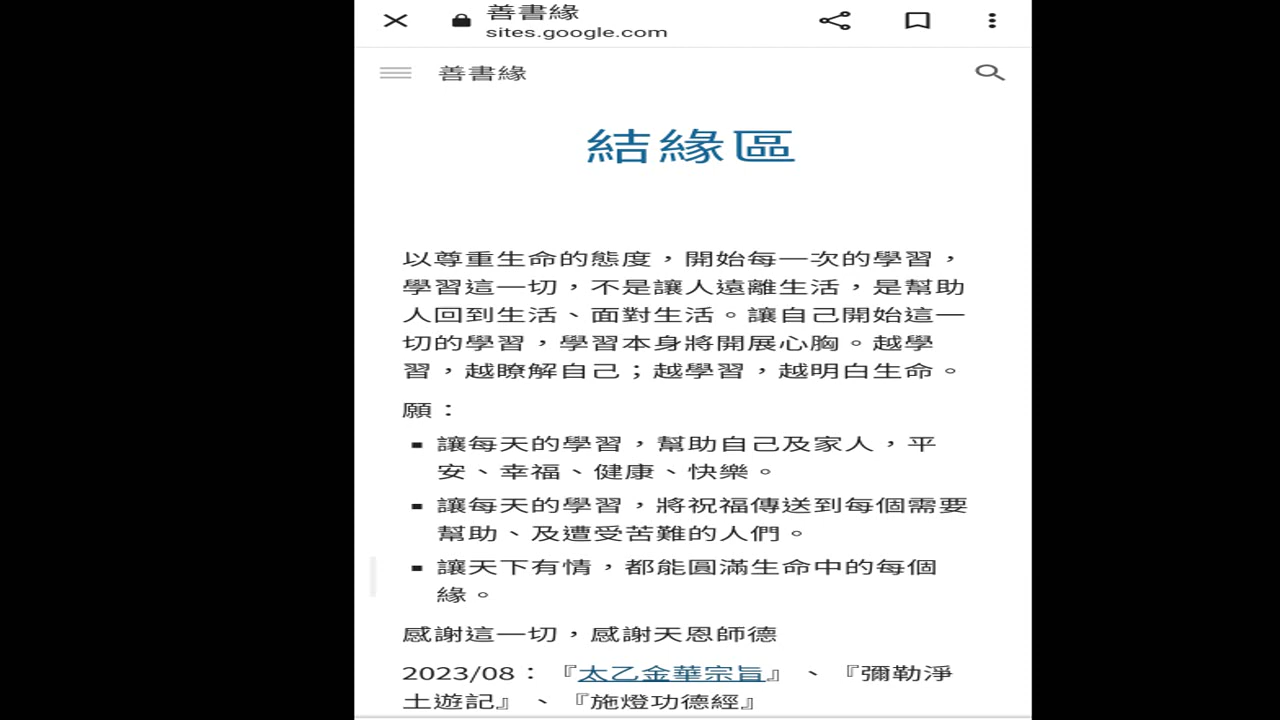 善書緣
sites.google.com
善書緣
結緣區
以尊重生命的態度，開始每一次的學習，
學習這一切，不是讓人遠離生活，是幫助
人回到生活、面對生活。讓自己開始這一
切的學習，學習本身將開展心胸。越學
習，越瞭解自己；越學習，越明白生命。
願：
▪ 讓每天的學習，幫助自己及家人，平
安、幸福、健康、快樂。
▪ 讓每天的學習，將祝福傳送到每個需要
幫助、及遭受苦難的人們。
▪ 讓天下有情，都能圓滿生命中的每個
緣。
感謝這一切，感謝天恩師德
2023/08：『太乙金華宗旨』、『彌勒淨
土遊記』、『施燈功德經』